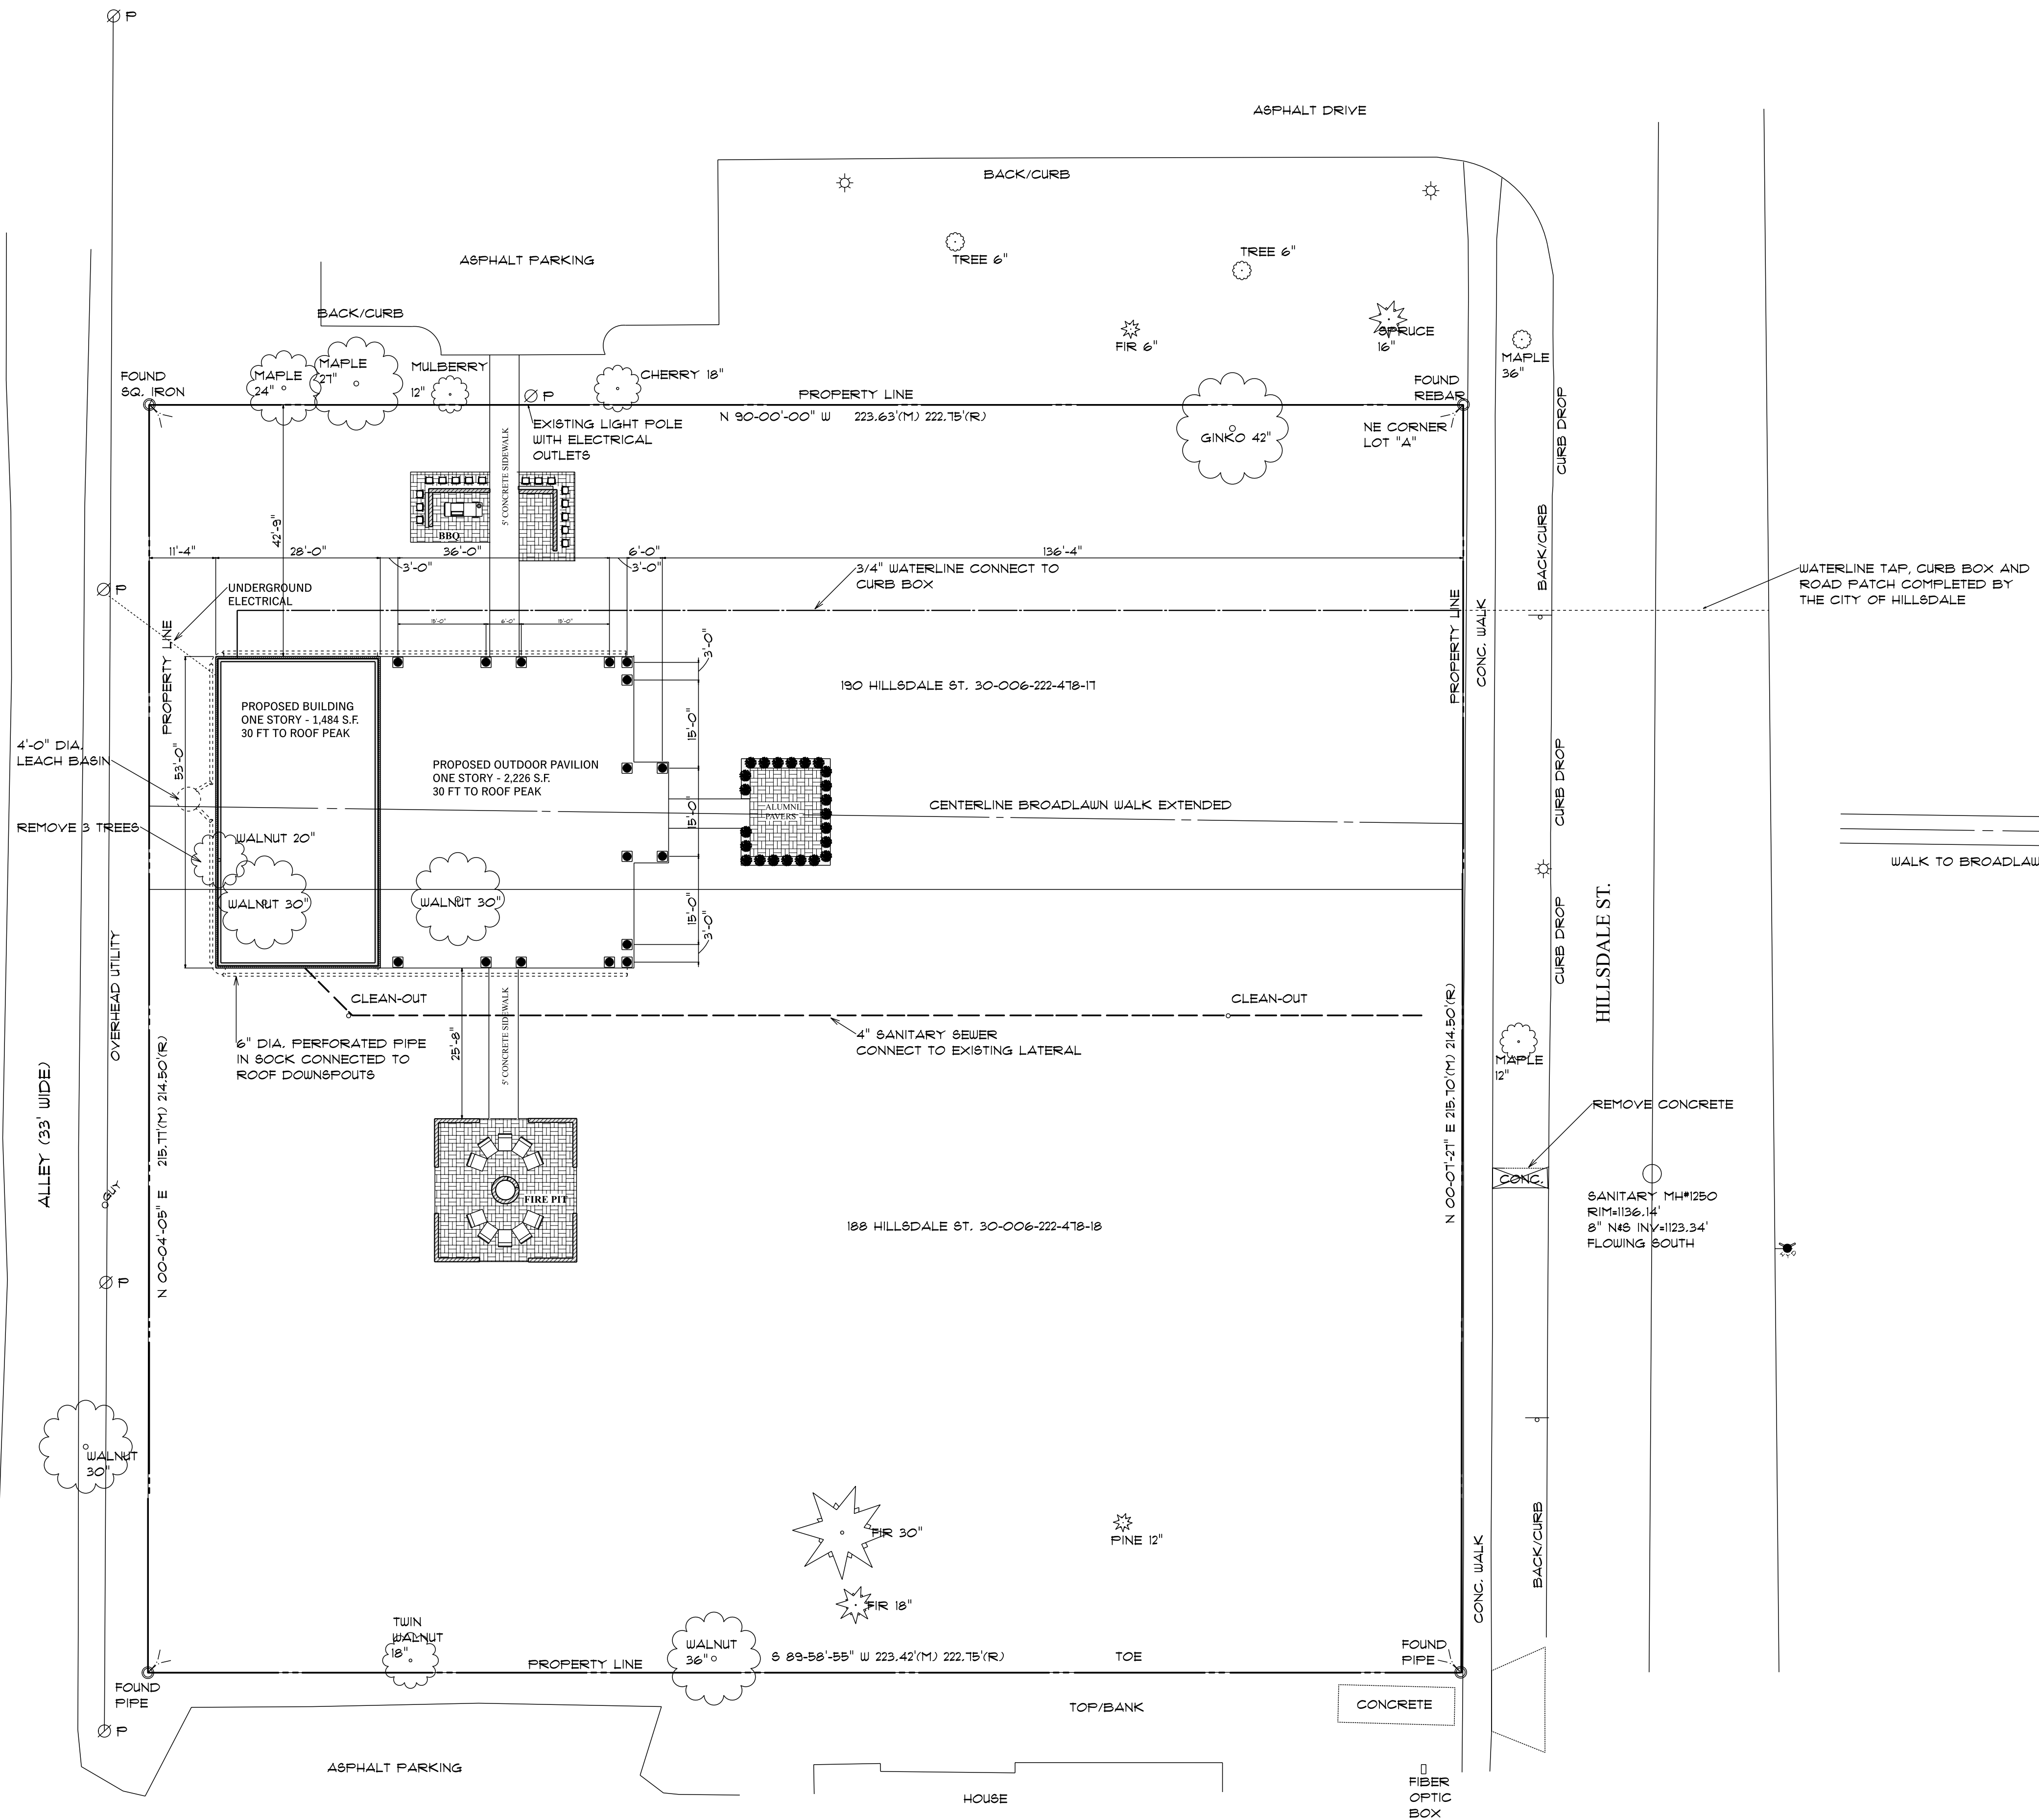 P
ASPHALT DRIVE
BACK/CURB
ASPHALT PARKING
TREE 6"
TREE 6"
BACK/CURB
FIR 6"
SPRUCE
16"
MAPLE
36"
FOUND
SQ. IRON
MAPLE
24"
MAPLE
27"
MULBERRY
12"
P
CHERRY 18"
PROPERTY LINE
N 90-00'-00" W 223.63'(M) 222.75'(R)
FOUND
REBAR
NE CORNER
LOT "A"
CURB DROP
EXISTING LIGHT POLE
WITH ELECTRICAL
OUTLETS
GINKO 42"
5' CONCRETE SIDEWALK
BBQ
42'-9"
11'-4"
28'-0"
36'-0"
6'-0"
136'-4"
3'-0"
3'-0"
BACK/CURB
3/4" WATERLINE CONNECT TO
CURB BOX
WATERLINE TAP, CURB BOX AND
ROAD PATCH COMPLETED BY
THE CITY OF HILLSDALE
P
UNDERGROUND
ELECTRICAL
15'-0"
6'-0"
15'-0"
PROPERTY LINE
PROPERTY LINE
CONC. WALK
3'-0"
190 HILLSDALE ST. 30-006-222-478-17
PROPOSED BUILDING
ONE STORY - 1,484 S.F.
30 FT TO ROOF PEAK
15'-0"
4'-0" DIA.
LEACH BASIN
53'-0"
PROPOSED OUTDOOR PAVILION
ONE STORY - 2,226 S.F.
30 FT TO ROOF PEAK
CURB DROP
15'-0"
ALUMNI
PAVERS
CENTERLINE BROADLAWN WALK EXTENDED
REMOVE 3 TREES
WALNUT 20"
WALK TO BROADLAW
WALNUT 30"
WALNUT 30"
15'-0"
3'-0"
CURB DROP
HILLSDALE ST.
OVERHEAD UTILITY
CLEAN-OUT
CLEAN-OUT
25'-8"
5' CONCRETE SIDEWALK
6" DIA. PERFORATED PIPE
IN SOCK CONNECTED TO
ROOF DOWNSPOUTS
4" SANITARY SEWER
CONNECT TO EXISTING LATERAL
MAPLE
12"
ALLEY (33' WIDE)
N 00-04'-05" E 215.77'(M) 214.50'(R)
N 00-07'-27" E 215.70'(M) 214.50'(R)
REMOVE CONCRETE
CONC.
GUY
FIRE PIT
SANITARY MH#1250
RIM=1136.14'
8" N&S INV=1123.34'
FLOWING SOUTH
188 HILLSDALE ST. 30-006-222-478-18
HYD
P
WALNUT
30"
FIR 30"
PINE 12"
FIR 18"
CONC. WALK
BACK/CURB
TWIN
WALNUT
18"
PROPERTY LINE
WALNUT
36"
S 89-58'-55" W 223.42'(M) 222.75'(R)
TOE
FOUND
PIPE
FOUND
PIPE
TOP/BANK
CONCRETE
P
ASPHALT PARKING
HOUSE
FIBER
OPTIC
BOX